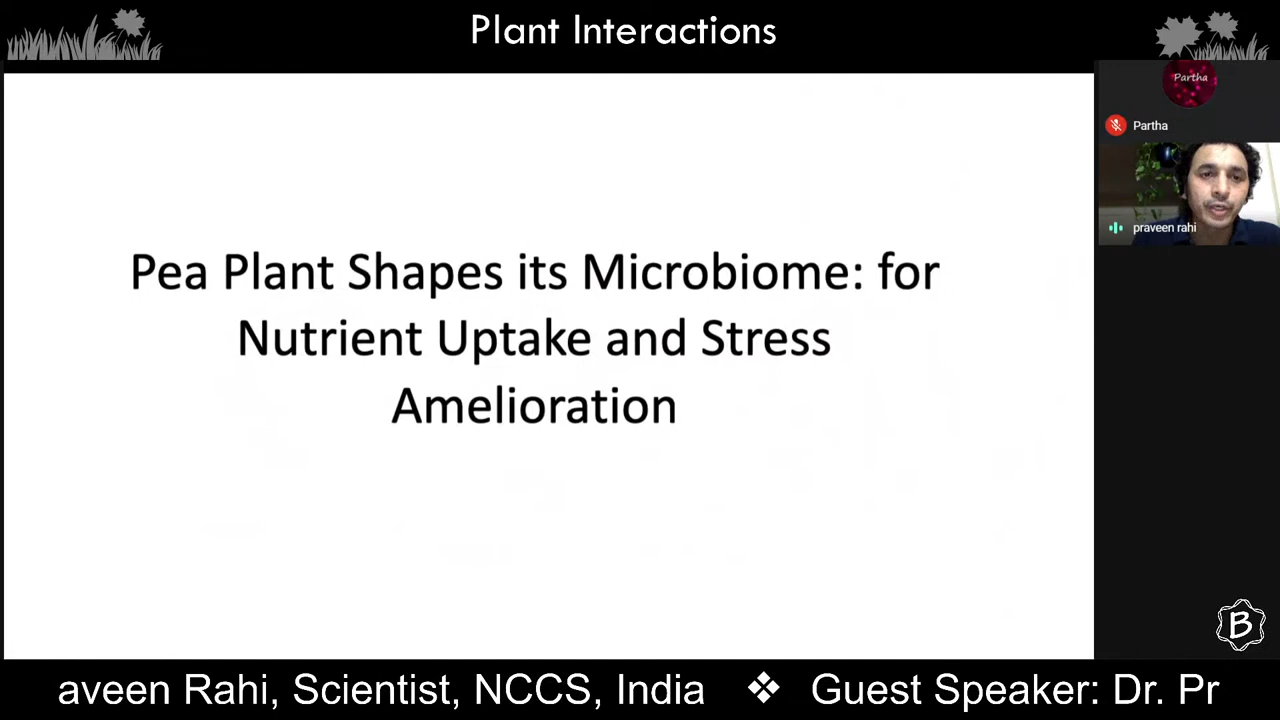 Plant Interactions
Partha
Partha
praveen rahi
Pea Plant Shapes its Microbiome: for
Nutrient Uptake and Stress
Amelioration
B
aveen Rahi, Scientist, NCCS, India ❖ Guest Speaker: Dr. Pr